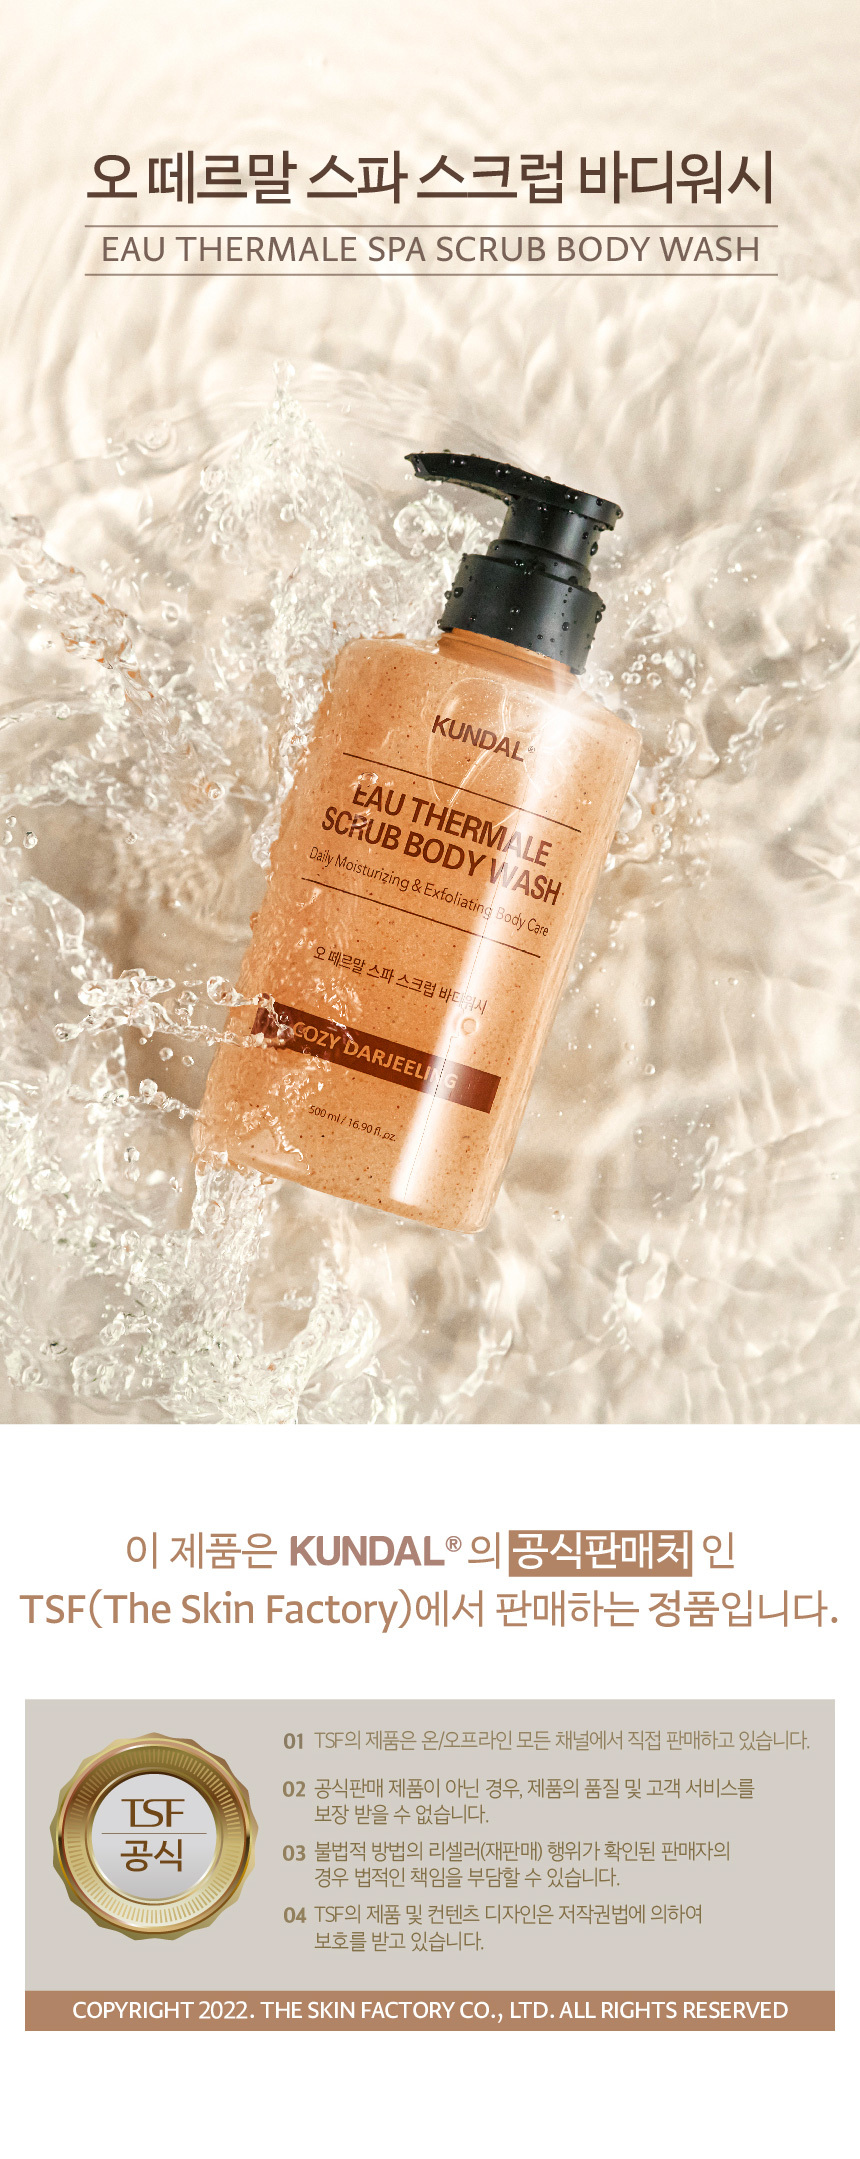 오 떼르말 스파 스크럽 바디워시
EAU THERMALE SPA SCRUB BODY WASH
KUNDAL®
EAU THERMALE
SCRUB BODY WASH
Daily Moisturizing & Exfoliating Body Care
오 떼르말 스파 스크럽 바디워시
COZY DARJEELING
500 ml / 16.90 fl. oz.
이 제품은 KUNDAL® 의 공식판매처 인
TSF(The Skin Factory)에서 판매하는 정품입니다.
TSF
공식
01 TSF의 제품은 온/오프라인 모든 채널에서 직접 판매하고 있습니다.
02 공식판매 제품이 아닌 경우, 제품의 품질 및 고객 서비스를
보장 받을 수 없습니다.
03 불법적 방법의 리셀러(재판매) 행위가 확인된 판매자의
경우 법적인 책임을 부담할 수 있습니다.
04 TSF의 제품 및 컨텐츠 디자인은 저작권법에 의하여
보호를 받고 있습니다.
COPYRIGHT 2022. THE SKIN FACTORY CO., LTD. ALL RIGHTS RESERVED